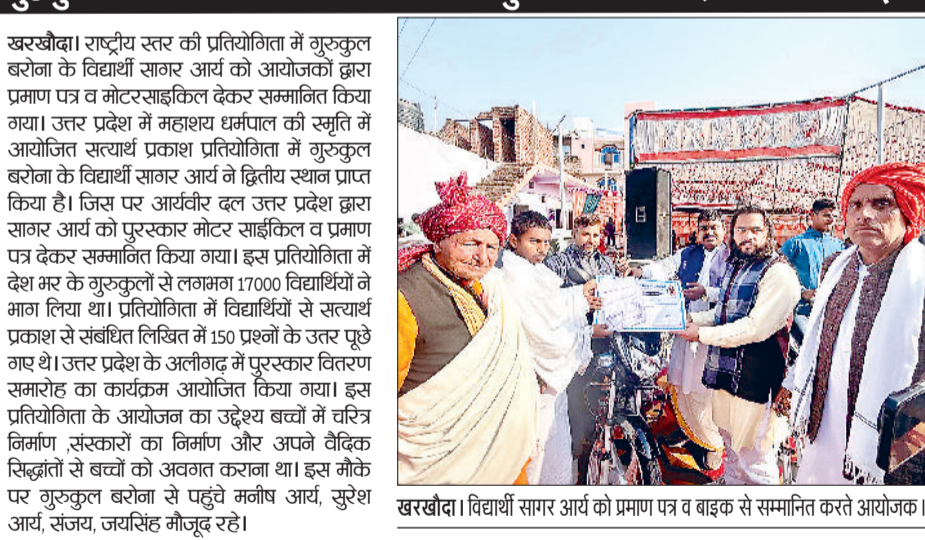 खरखौदा। राष्ट्रीय स्तर की प्रतियोगिता में गुरुकुल
बरोना के विद्यार्थी सागर आर्य को आयोजकों द्वारा
प्रमाण पत्र व मोटरसाइकिल देकर सम्मानित किया
गया। उत्तर प्रदेश में महाशय धर्मपाल की स्मृति में
आयोजित सत्यार्थ प्रकाश प्रतियोगिता में गुरुकुल
बरोना के विद्यार्थी सागर आर्य ने द्वितीय स्थान प्राप्त
किया है। जिस पर आर्यवीर दल उत्तर प्रदेश द्वारा
सागर आर्य को पुरस्कार मोटर साईकिल व प्रमाण
पत्र देकर सम्मानित किया गया। इस प्रतियोगिता में
देश भर के गुरुकुलों से लगभग 17000 विद्यार्थियों ने
भाग लिया था। प्रतियोगिता में विद्यार्थियों से सत्यार्थ
प्रकाश से संबंधित लिखित में 150 प्रश्नों के उतर पूछे
गए थे। उत्तर प्रदेश के अलीगढ़ में पुरस्कार वितरण
समारोह का कार्यक्रम आयोजित किया गया। इस
प्रतियोगिता के आयोजन का उद्देश्य बच्चों में चरित्र
निर्माण ,संस्कारों का निर्माण और अपने वैदिक
सिद्धांतों से बच्चों को अवगत कराना था। इस मौके
पर गुरुकुल बरोना से पहुंचे मनीष आर्य, सुरेश
आर्य, संजय, जयसिंह मौजूद रहे।
खरखौदा। विद्यार्थी सागर आर्य को प्रमाण पत्र व बाइक से सम्मानित करते आयोजक।